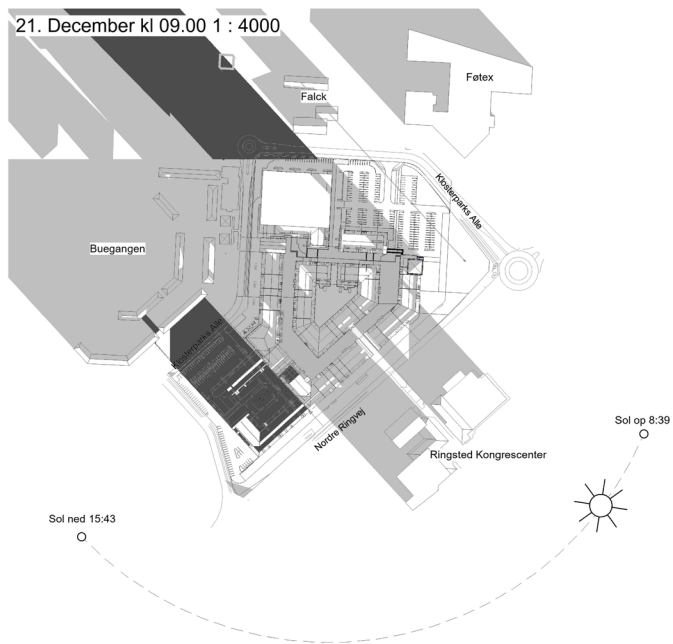 21. December kl 09.00 1 : 4000
Føtex
Falck
Klosterparks Alle
Buegangen
Klosterparks Alle
Nordre Ringvej
Sol op 8:39
Ringsted Kongrescenter
Sol ned 15:43